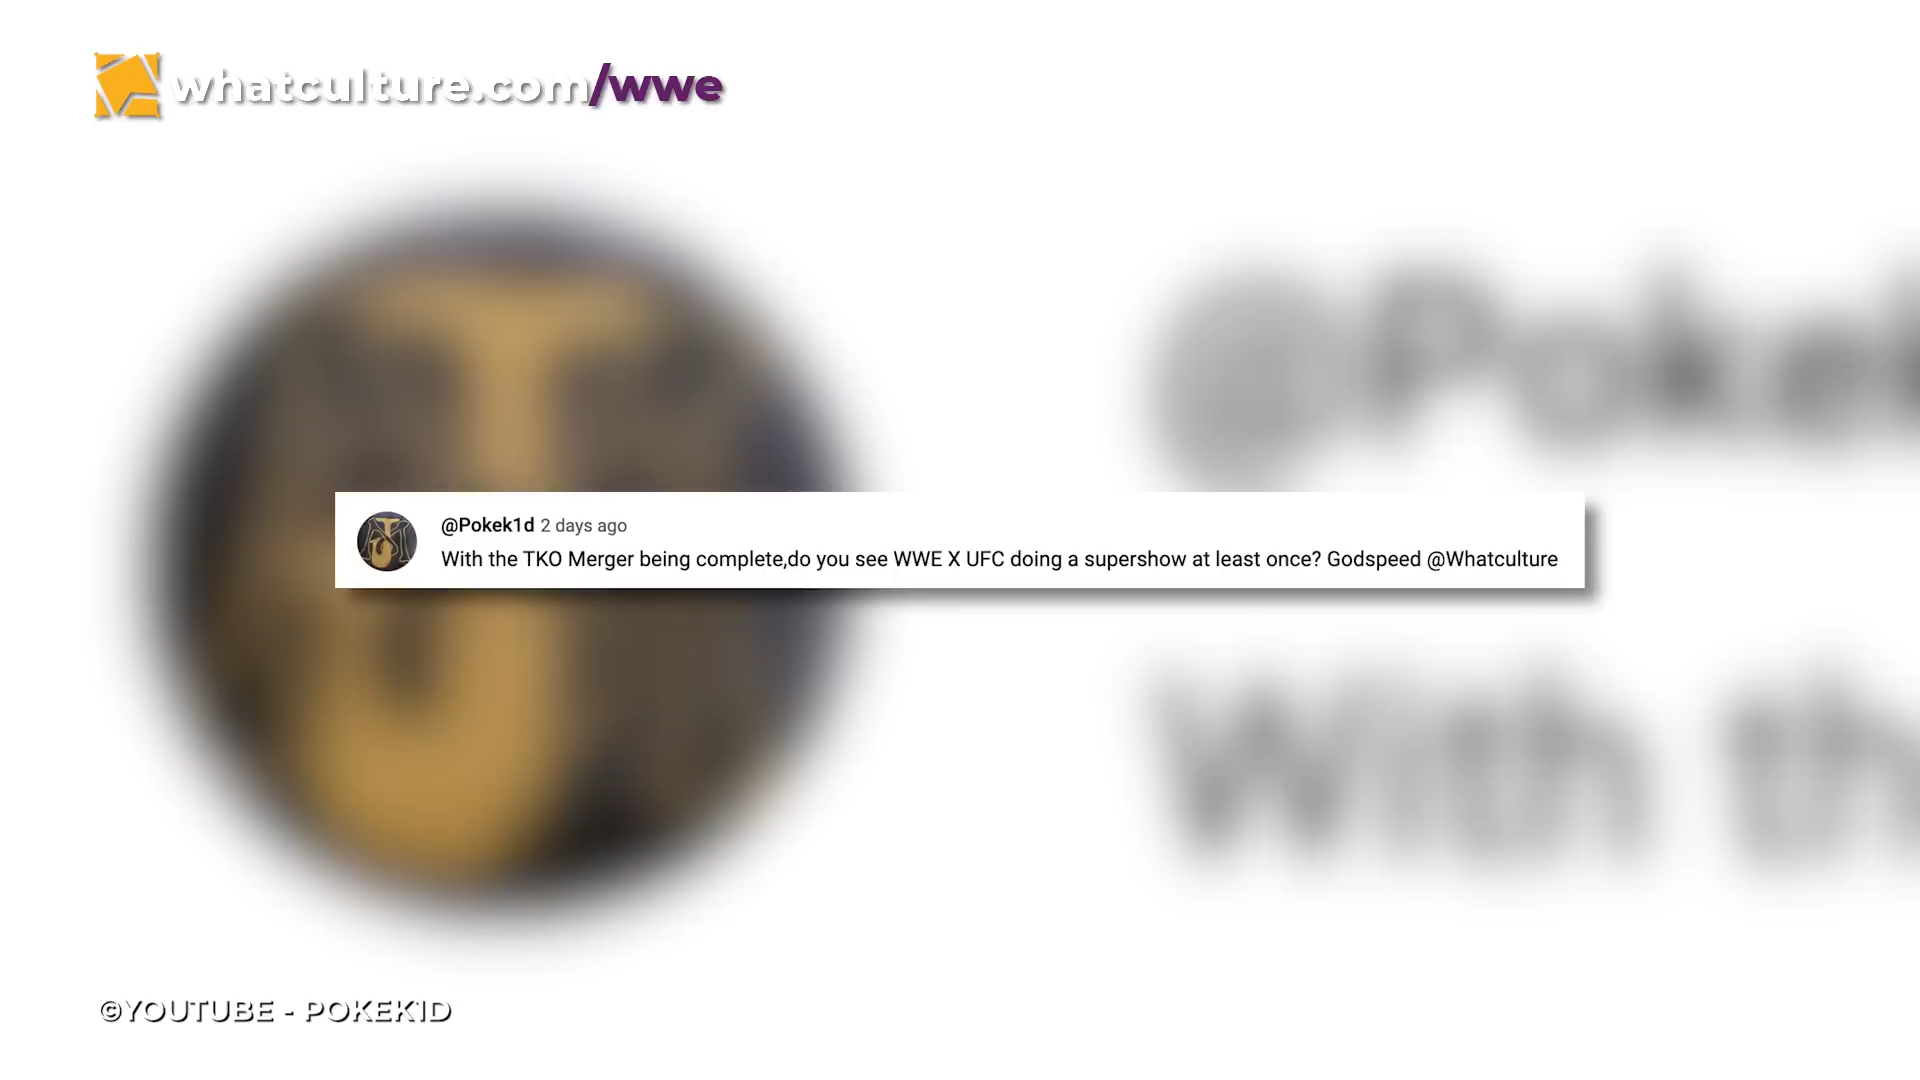 whatculture.com/wwe
@Pokek1d 2 days ago
With the TKO Merger being complete,do you see WWE X UFC doing a supershow at least once? Godspeed @Whatculture
©YOUTUBE - POKEK1D